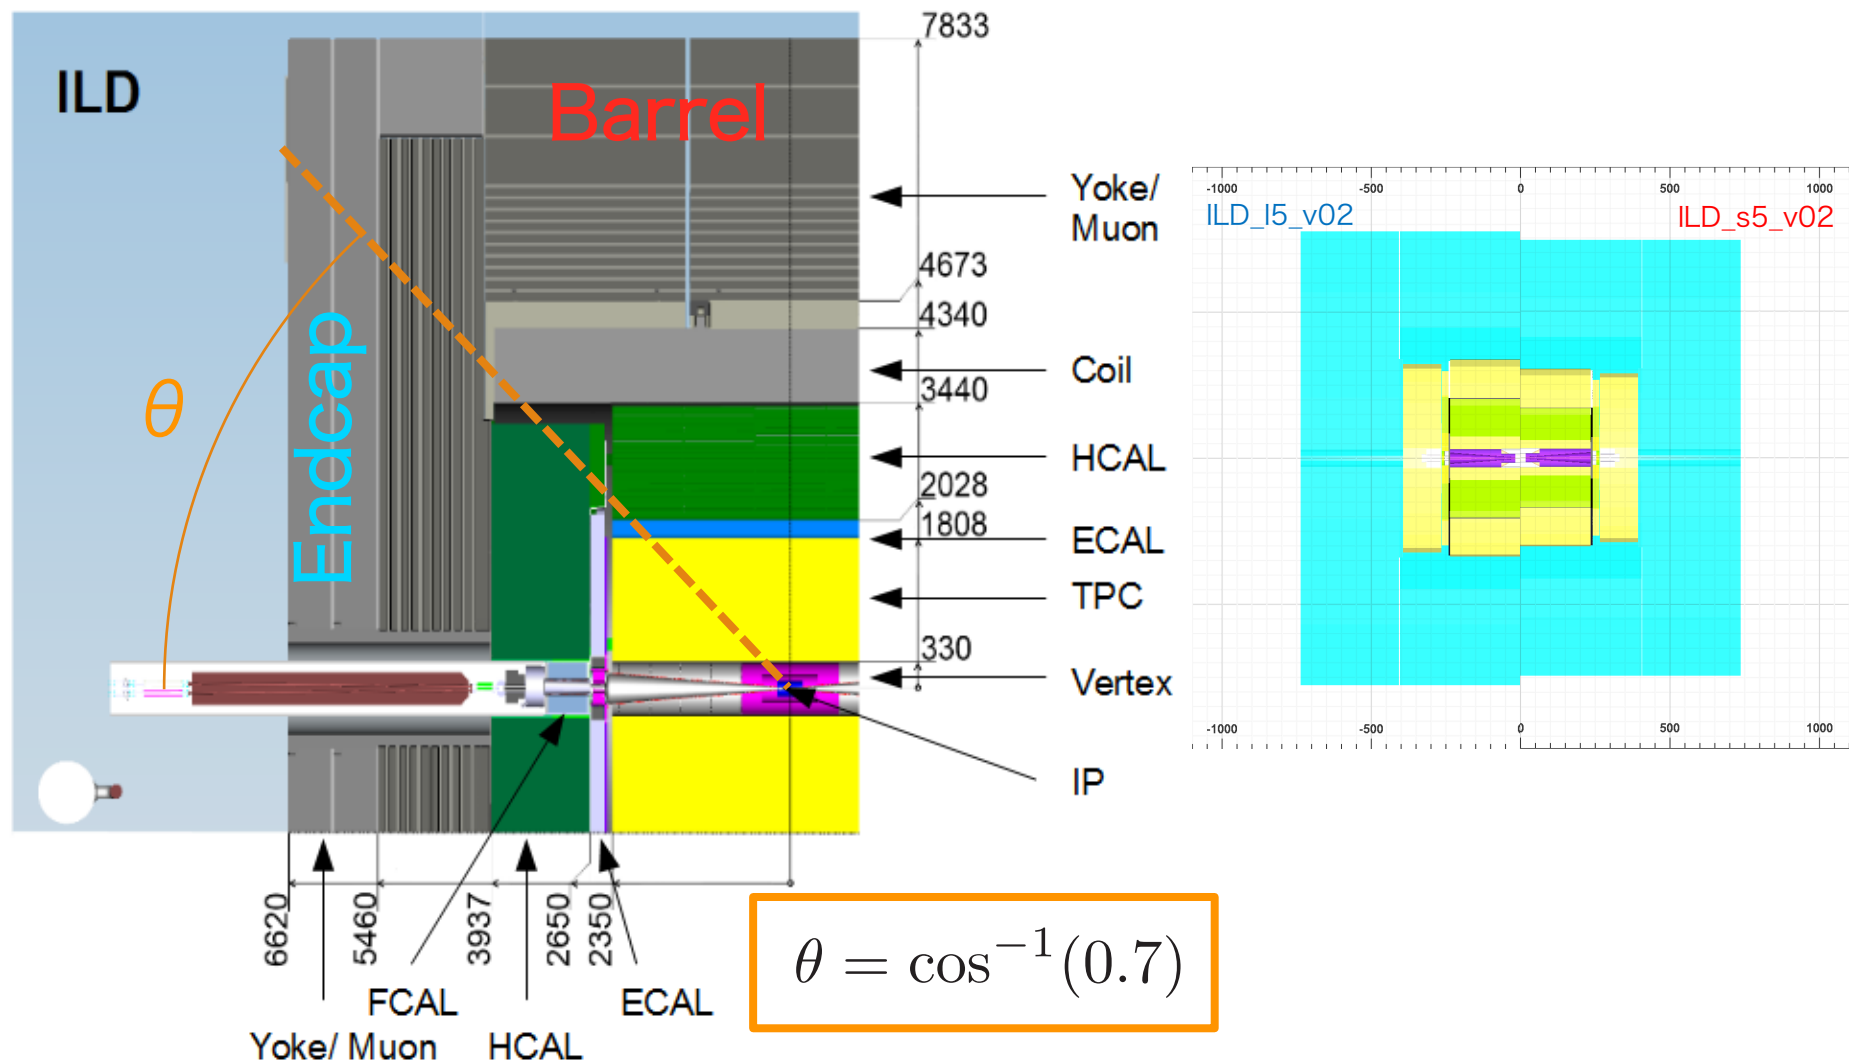 ILD
Barrel
Endcap
θ
7833
4673
4340
3440
2028
1808
330
Yoke/
Muon
Coil
HCAL
ECAL
TPC
Vertex
IP
6620
5460
3937
2650
2350
FCAL
ECAL
Yoke/ Muon
HCAL
θ = cos⁻¹(0.7)
-1000 -500 0 500 1000
ILD_l5_v02
ILD_s5_v02
-1000 -500 0 500 1000